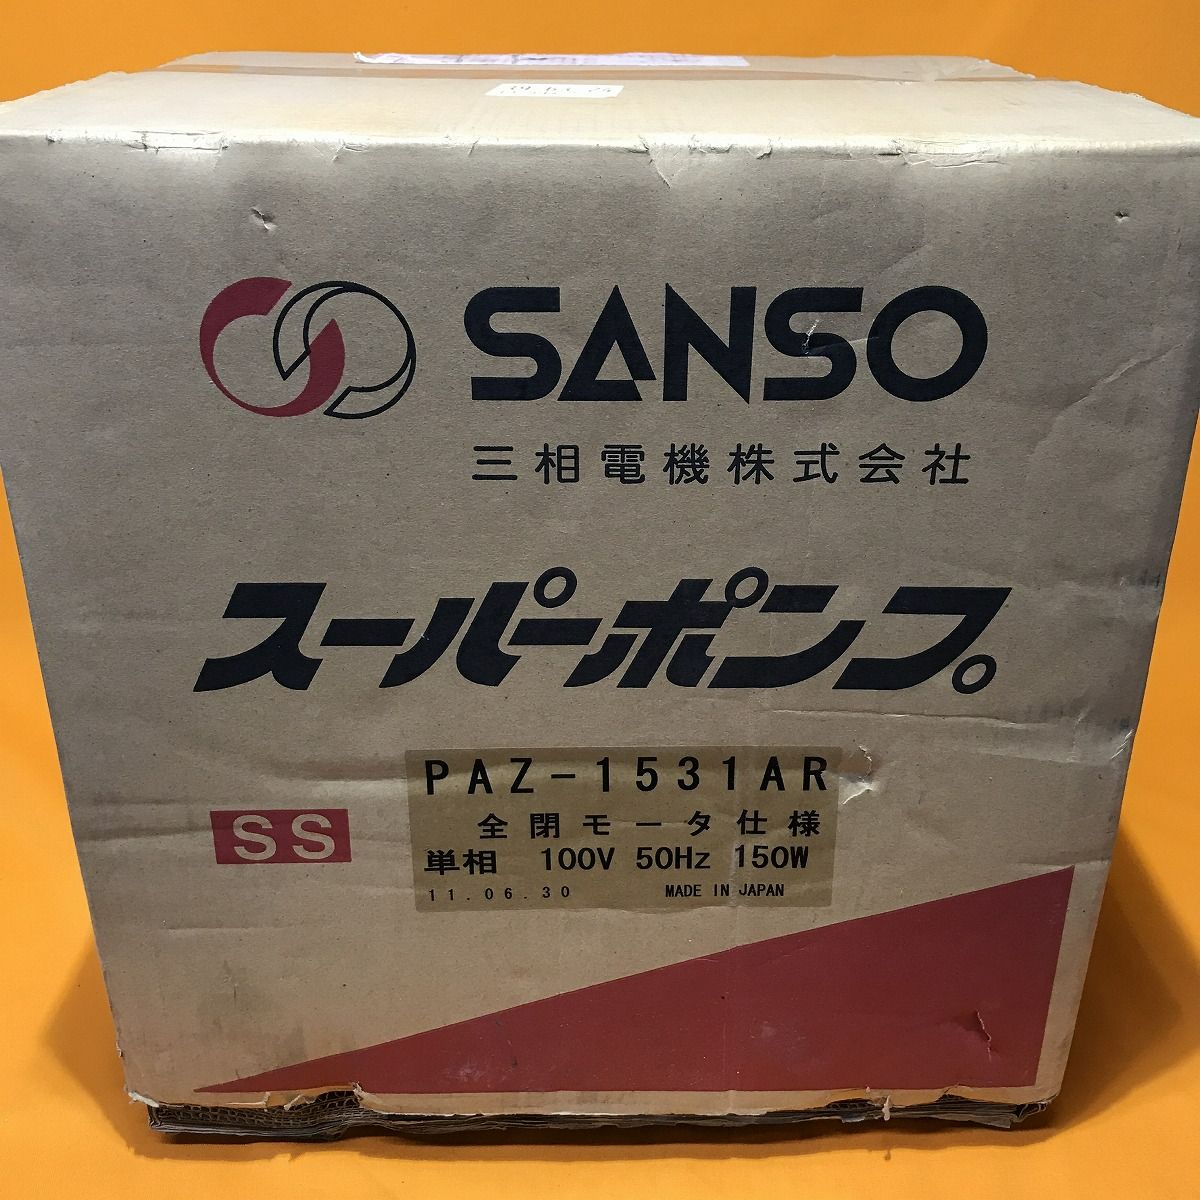 SANSO
三相電機株式会社
スーパーポンプ
PAZ-1531AR
SS
全閉モータ仕様
単相 100V 50Hz 150W
11.06.30 MADE IN JAPAN